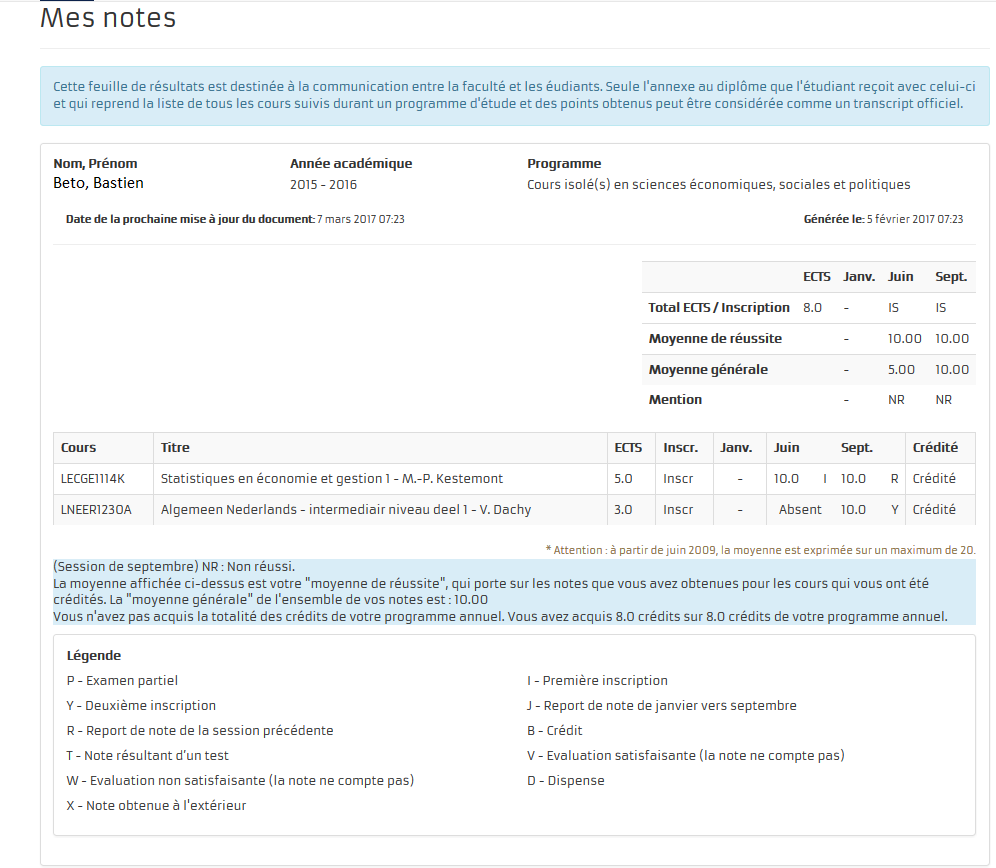 Mes notes
Cette feuille de résultats est destinée à la communication entre la faculté et les éudiants. Seule l'annexe au diplôme que l'étudiant reçoit avec celui-ci
et qui reprend la liste de tous les cours suivis durant un programme d'étude et des points obtenus peut être considérée comme un transcript officiel.
Nom, Prénom Année académique Programme
Beto, Bastien 2015 - 2016 Cours isolé(s) en sciences économiques, sociales et politiques
Date de la prochaine mise à jour du document: 7 mars 2017 07:23 Générée le: 5 février 2017 07:23
ECTS Janv. Juin Sept.
Total ECTS / Inscription 8.0 - IS IS
Moyenne de réussite - 10.00 10.00
Moyenne générale - 5.00 10.00
Mention - NR NR
Cours Titre ECTS Inscr. Janv. Juin Sept. Crédité
LECGE1114K Statistiques en économie et gestion 1 - M.-P. Kestemont 5.0 Inscr - 10.0 I 10.0 R Crédité
LNEER1230A Algemeen Nederlands - intermediair niveau deel 1 - V. Dachy 3.0 Inscr - Absent 10.0 Y Crédité
* Attention : à partir de juin 2009, la moyenne est exprimée sur un maximum de 20.
(Session de septembre) NR : Non réussi.
La moyenne affichée ci-dessus est votre "moyenne de réussite", qui porte sur les notes que vous avez obtenues pour les cours qui vous ont été
crédités. La "moyenne générale" de l'ensemble de vos notes est : 10.00
Vous n'avez pas acquis la totalité des crédits de votre programme annuel. Vous avez acquis 8.0 crédits sur 8.0 crédits de votre programme annuel.
Légende
P - Examen partiel I - Première inscription
Y - Deuxième inscription J - Report de note de janvier vers septembre
R - Report de note de la session précédente B - Crédit
T - Note résultant d'un test V - Evaluation satisfaisante (la note ne compte pas)
W - Evaluation non satisfaisante (la note ne compte pas) D - Dispense
X - Note obtenue à l'extérieur